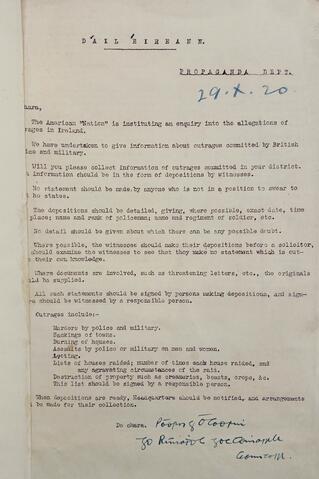 DÁIL ÉIREANN.
PROPAGANDA DEPT.
29.X.20
hara,
The American "Nation" is instituting an enquiry into the allegations of
rages in Ireland.
We have undertaken to give information about outrages committed by British
ice and military.
Will you please collect information of outrages committed in your district.
information should be in the form of depositions by witnesses.
No statement should be made by anyone who is not in a position to swear to
he states.
The depositions should be detailed, giving, where possible, exact date, time
place; name and rank of policeman; name and regiment of soldier, etc.
No detail should be given about which there can be any possible doubt.
Where possible, the witnesses should make their depositions before a solicitor,
should examine the witnesses to see that they make no statement which is out-
their own knowledge.
Where documents are involved, such as threatening letters, etc., the originals
ld be supplied.
All such statements should be signed by persons making depositions, and signa-
should be witnessed by a responsible person.
Outrages include:-
Murders by police and military.
Sackings of towns.
Burning of houses.
Assaults by police or military on men and women.
Looting.
Lists of houses raided; number of times each house raided, and
any aggravating circumstances of the raid.
Destruction of property such as creameries, beasts, crops, &c.
This list should be signed by a responsible person.
When depositions are ready, Headquarters should be notified, and arrangements
be made for their collection.
Do chara,